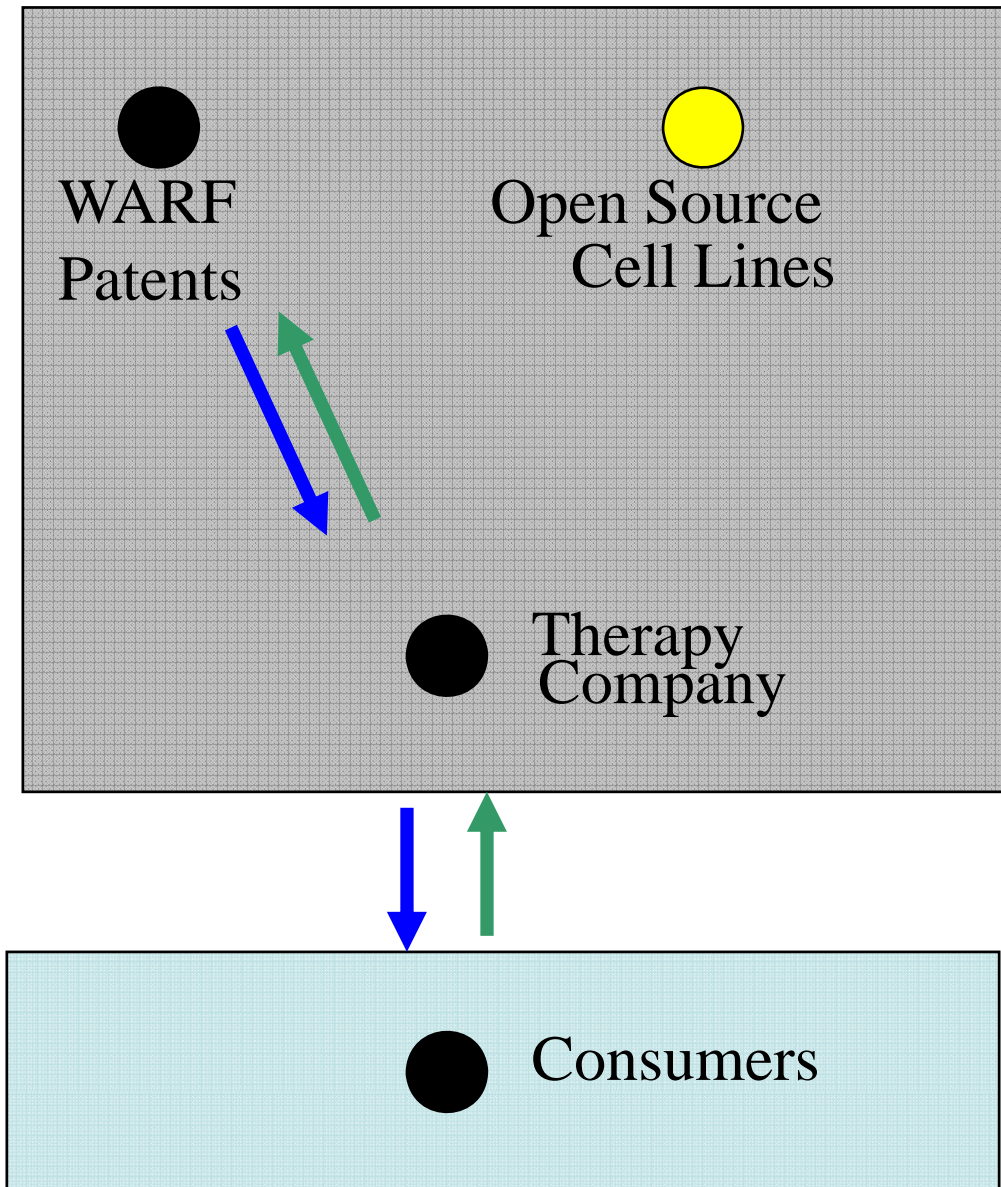 WARF
Patents
Open Source
Cell Lines
Therapy
Company
Consumers